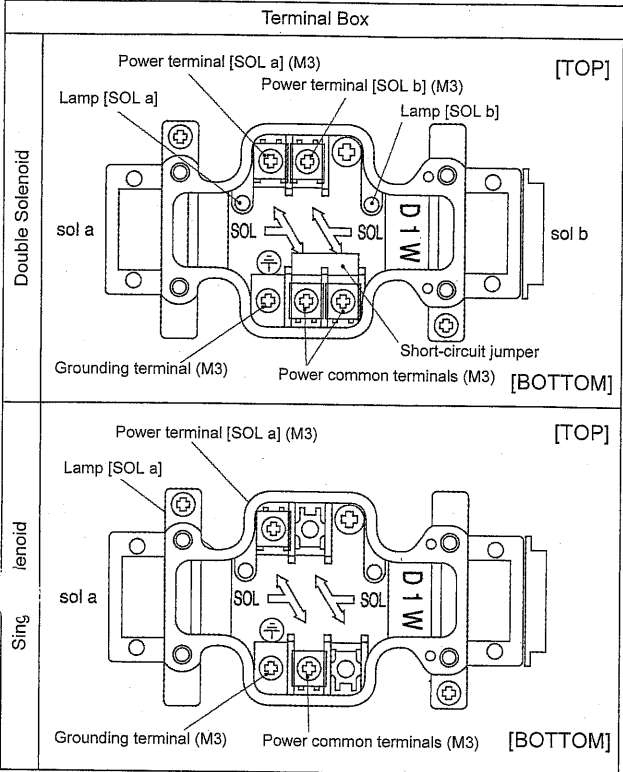 Terminal Box
Double Solenoid
Power terminal [SOL a] (M3)
[TOP]
Power terminal [SOL b] (M3)
Lamp [SOL a]
Lamp [SOL b]
sol a
SOL
SOL
D1W
sol b
Short-circuit jumper
Grounding terminal (M3)
Power common terminals (M3)
[BOTTOM]
Sing lenoid
Power terminal [SOL a] (M3)
[TOP]
Lamp [SOL a]
sol a
SOL
SOL
D1W
Grounding terminal (M3)
Power common terminals (M3)
[BOTTOM]